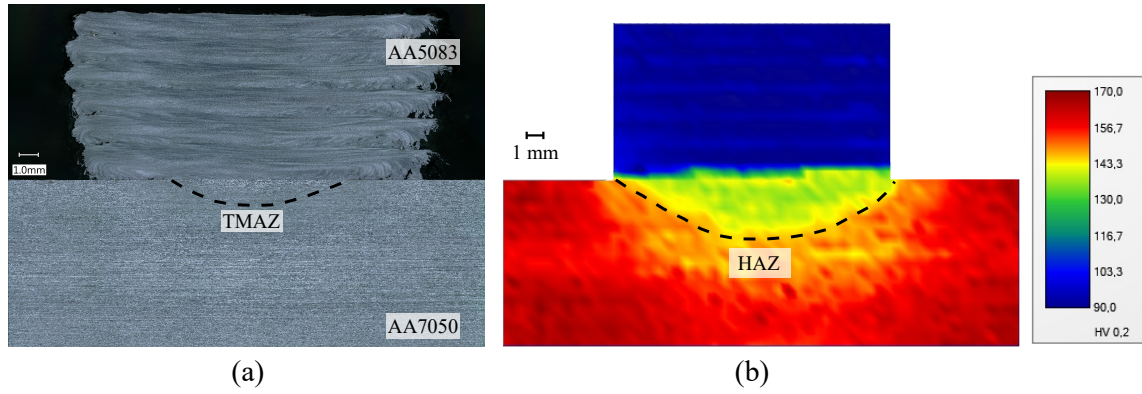 AA5083
1.0mm
TMAZ
AA7050
(a)
1 mm
HAZ
170,0
156,7
143,3
130,0
116,7
103,3
90,0
HV 0,2
(b)